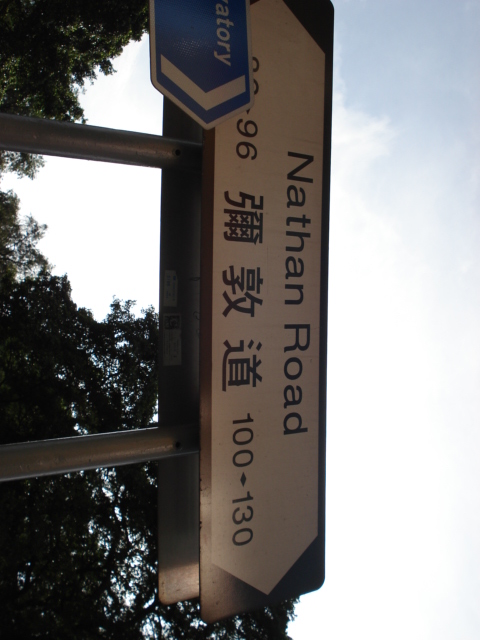 ratory
Nathan Road
96 彌敦道 100 130